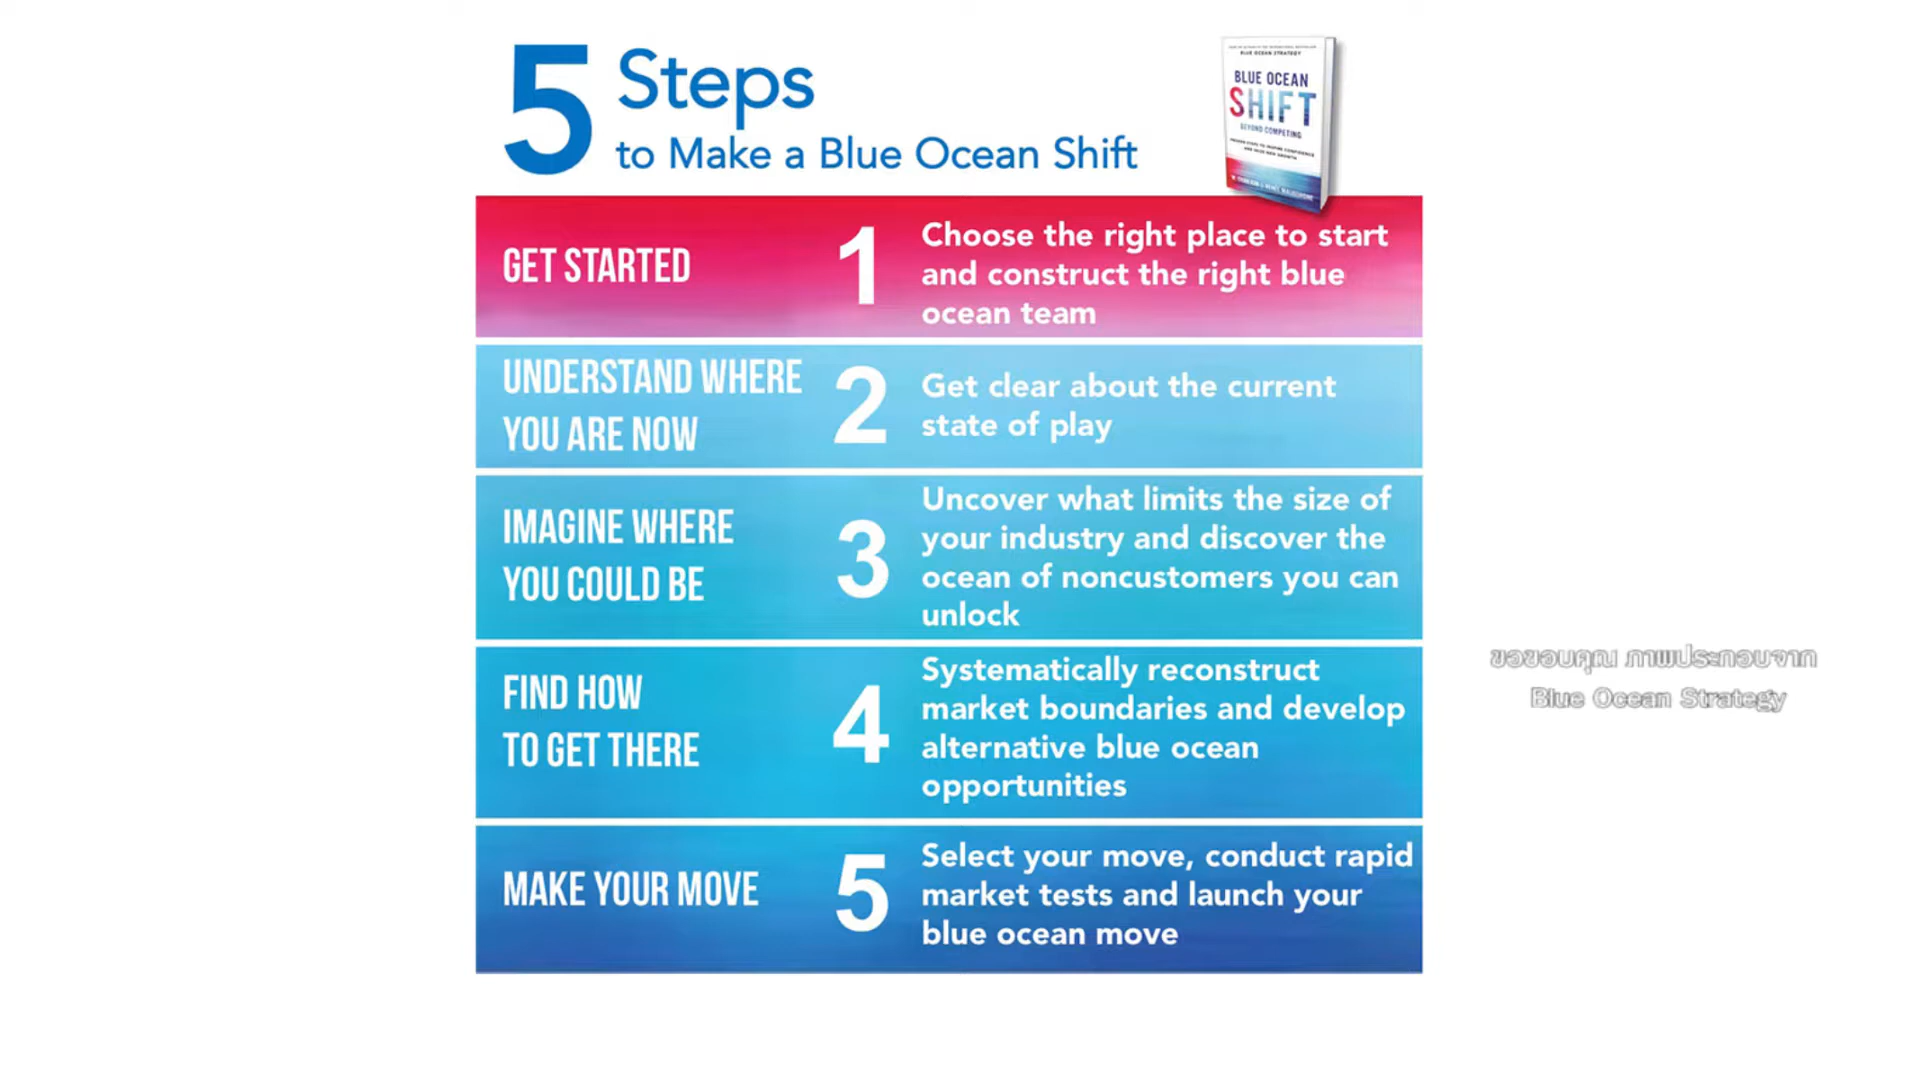 5 Steps
to Make a Blue Ocean Shift
BLUE OCEAN STRATEGY
BLUE OCEAN
SHIFT
BEYOND COMPETING
GET STARTED
1
Choose the right place to start
and construct the right blue
ocean team
UNDERSTAND WHERE
YOU ARE NOW
2
Get clear about the current
state of play
IMAGINE WHERE
YOU COULD BE
3
Uncover what limits the size of
your industry and discover the
ocean of noncustomers you can
unlock
FIND HOW
TO GET THERE
4
Systematically reconstruct
market boundaries and develop
alternative blue ocean
opportunities
MAKE YOUR MOVE
5
Select your move, conduct rapid
market tests and launch your
blue ocean move
ขอขอบคุณ ภาพประกอบจาก
Blue Ocean Strategy